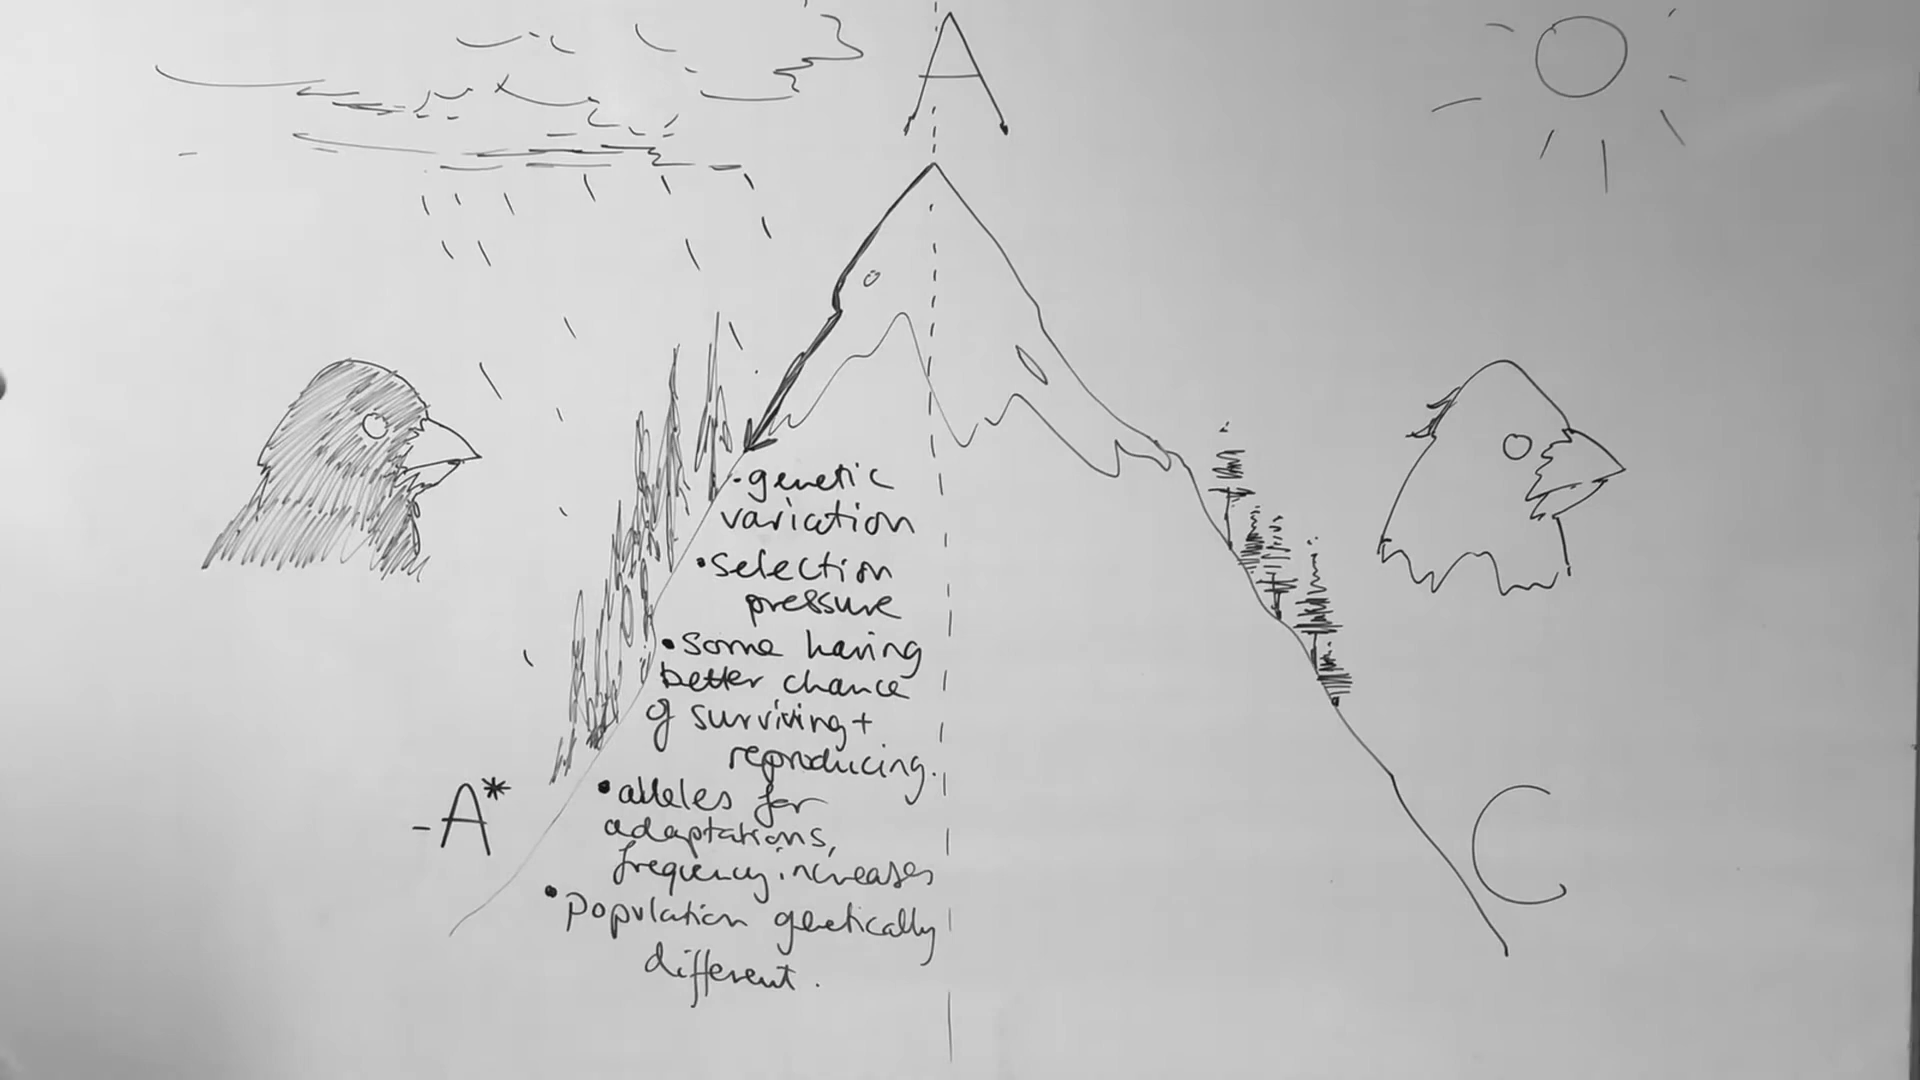 A
-genetic
variation
•selection
pressure
•some having
better chance
of surviving +
reproducing.
-A*
•alleles for
adaptations,
frequency increases
C
•Population genetically
different.